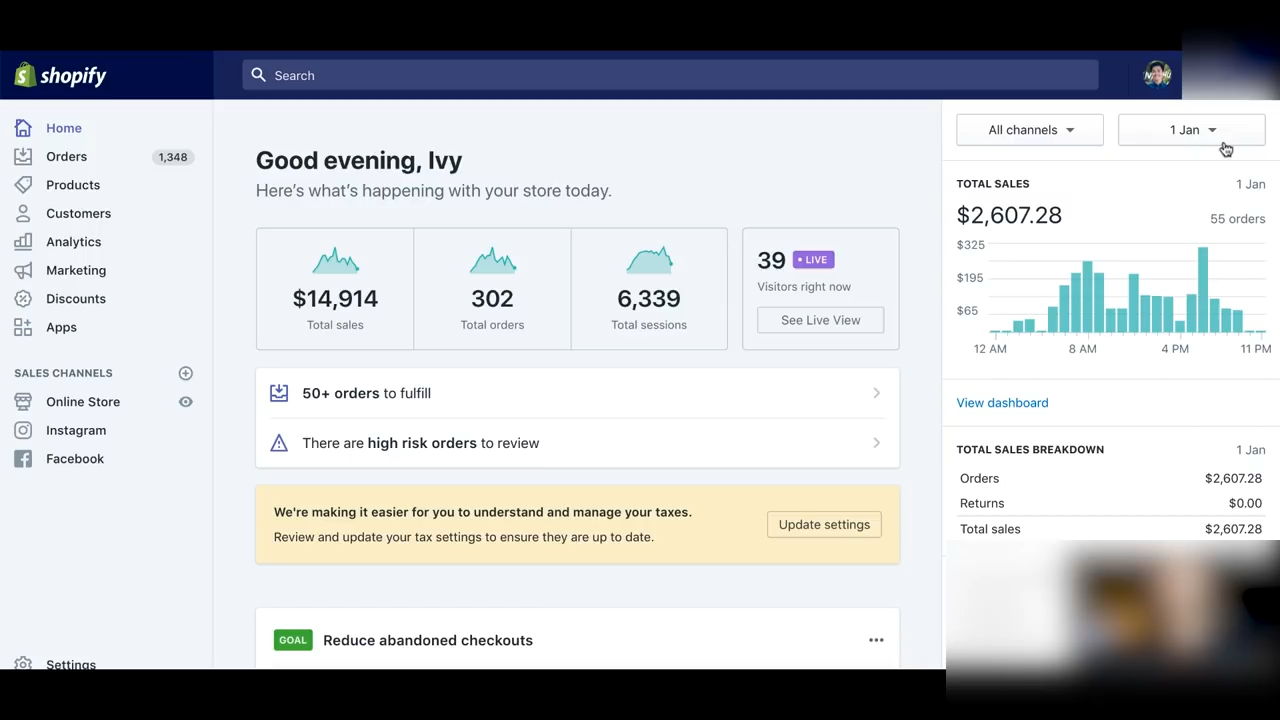 shopify
Search
Home
Orders 1,348
Products
Customers
Analytics
Marketing
Discounts
Apps
SALES CHANNELS
Online Store
Instagram
Facebook
Settings
Good evening, Ivy
Here's what's happening with your store today.
$14,914
Total sales
302
Total orders
6,339
Total sessions
39 • LIVE
Visitors right now
See Live View
50+ orders to fulfill
There are high risk orders to review
We're making it easier for you to understand and manage your taxes.
Review and update your tax settings to ensure they are up to date.
Update settings
GOAL Reduce abandoned checkouts
All channels 1 Jan
TOTAL SALES 1 Jan
$2,607.28 55 orders
$325
$195
$65
12 AM 8 AM 4 PM 11 PM
View dashboard
TOTAL SALES BREAKDOWN 1 Jan
Orders $2,607.28
Returns $0.00
Total sales $2,607.28